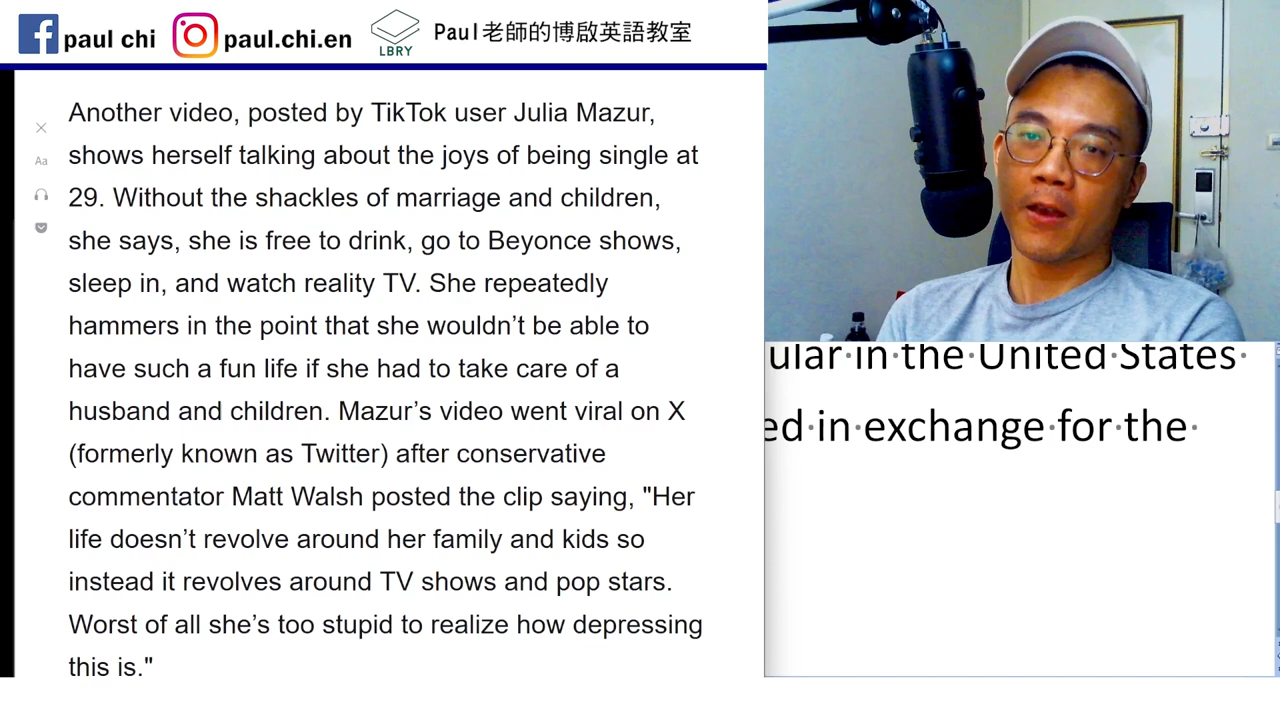 paul chi
paul.chi.en
LBRY
Paul老師的博啟英語教室
Another video, posted by TikTok user Julia Mazur,
shows herself talking about the joys of being single at
29. Without the shackles of marriage and children,
she says, she is free to drink, go to Beyonce shows,
sleep in, and watch reality TV. She repeatedly
hammers in the point that she wouldn’t be able to
have such a fun life if she had to take care of a
husband and children. Mazur’s video went viral on X
(formerly known as Twitter) after conservative
commentator Matt Walsh posted the clip saying, "Her
life doesn’t revolve around her family and kids so
instead it revolves around TV shows and pop stars.
Worst of all she’s too stupid to realize how depressing
this is."
Aa
ular·in·the·United·States·
ed·in·exchange·for·the·